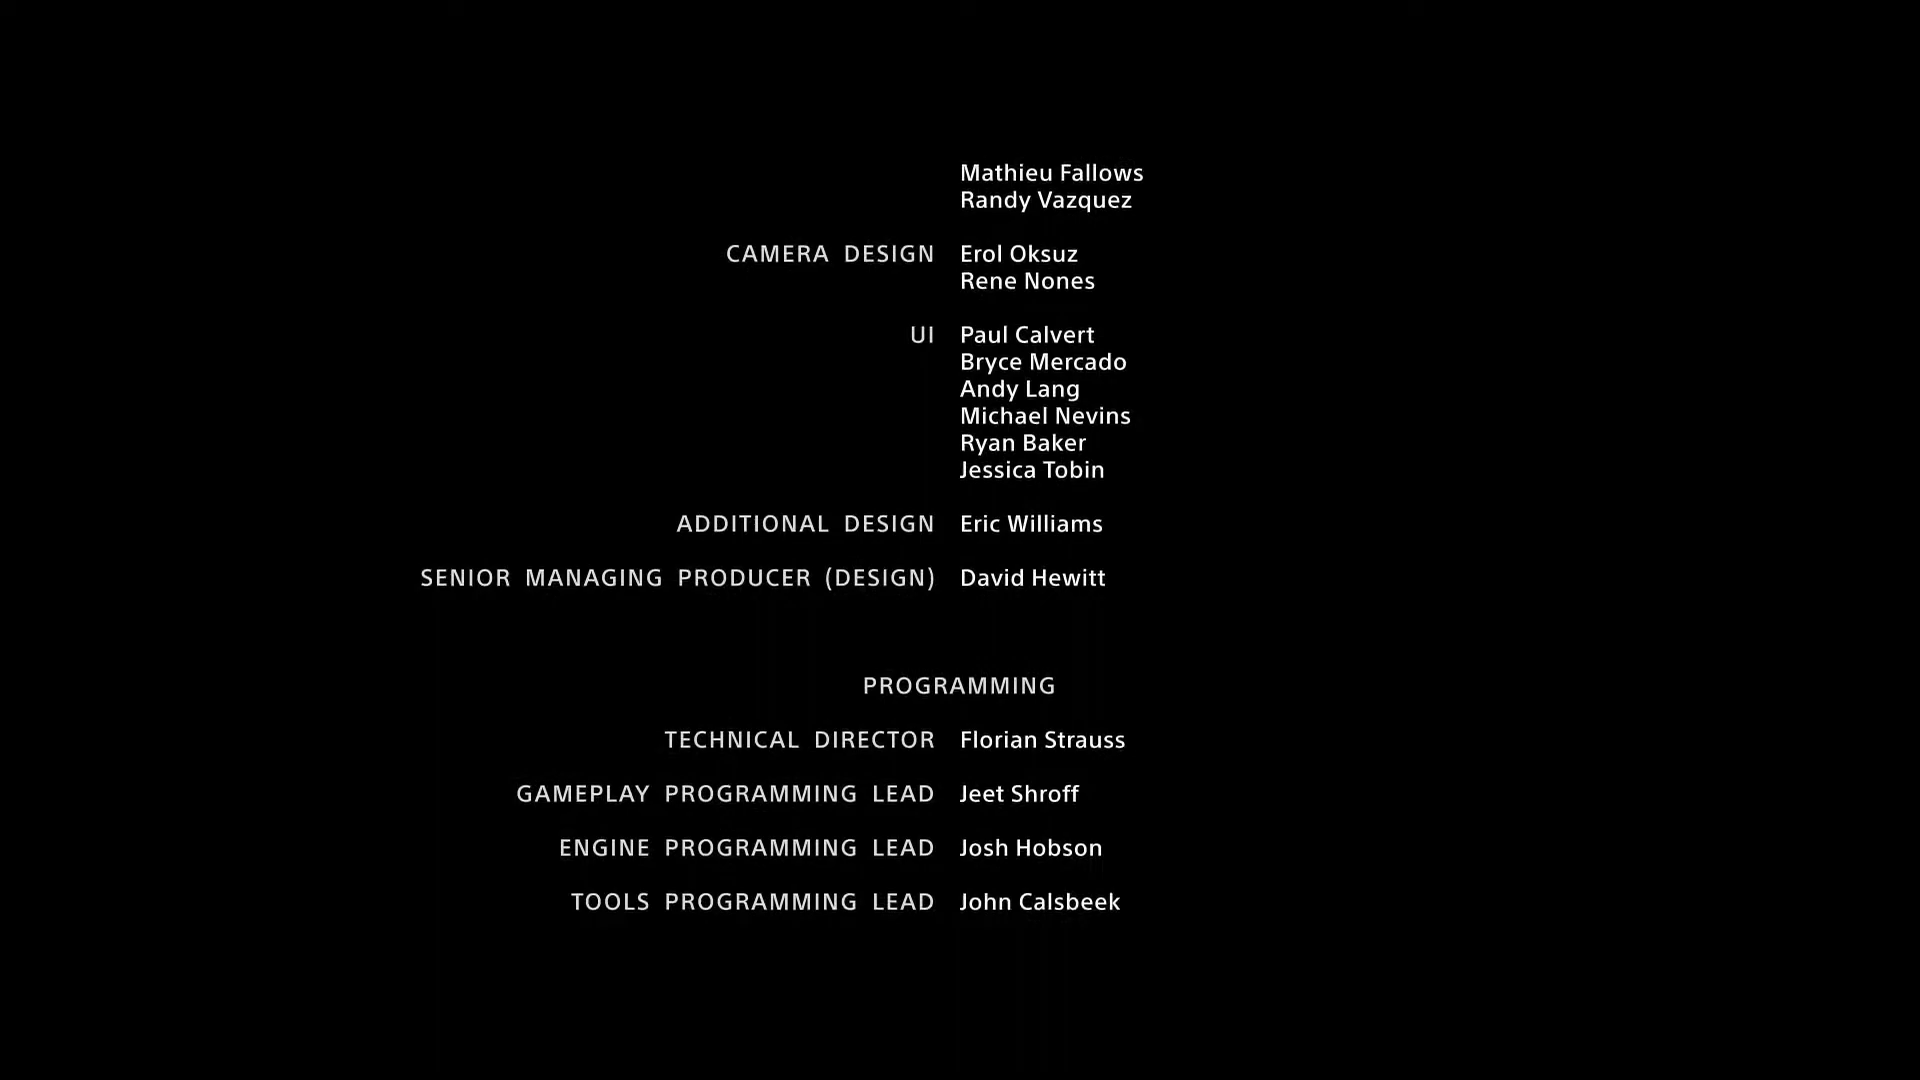 Mathieu Fallows
Randy Vazquez
CAMERA DESIGN Erol Oksuz
Rene Nones
UI Paul Calvert
Bryce Mercado
Andy Lang
Michael Nevins
Ryan Baker
Jessica Tobin
ADDITIONAL DESIGN Eric Williams
SENIOR MANAGING PRODUCER (DESIGN) David Hewitt
PROGRAMMING
TECHNICAL DIRECTOR Florian Strauss
GAMEPLAY PROGRAMMING LEAD Jeet Shroff
ENGINE PROGRAMMING LEAD Josh Hobson
TOOLS PROGRAMMING LEAD John Calsbeek